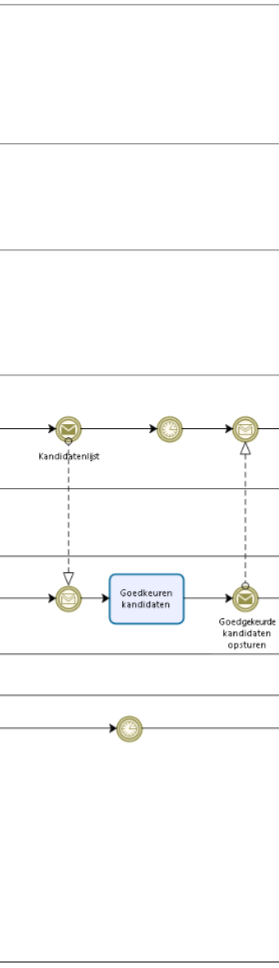 Kandidatenlijst
Goedkeuren
kandidaten
Goedgekeurde
kandidaten
opsturen